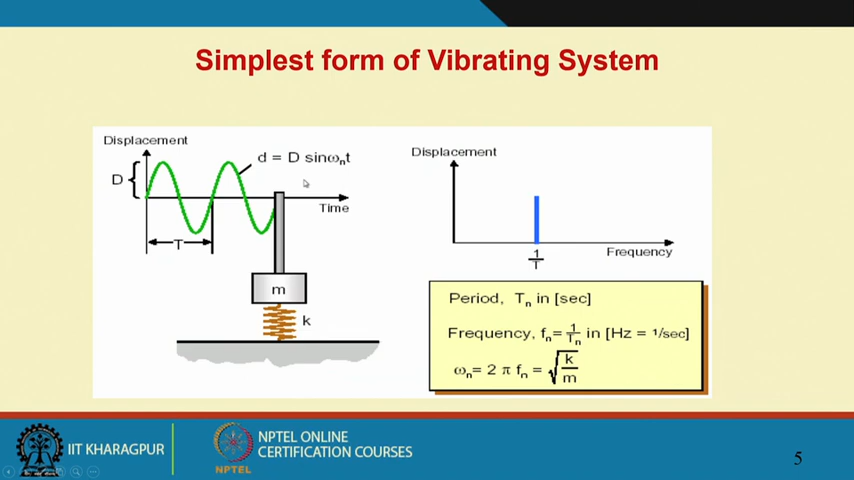 Simplest form of Vibrating System
Displacement
d = D sinωnt
D
Time
T
m
k
Displacement
Frequency
1/T
Period, Tn in [sec]
Frequency, fn= 1/Tn in [Hz = 1/sec]
ωn= 2 π fn = √k/m
IIT KHARAGPUR
NPTEL
NPTEL ONLINE
CERTIFICATION COURSES
5